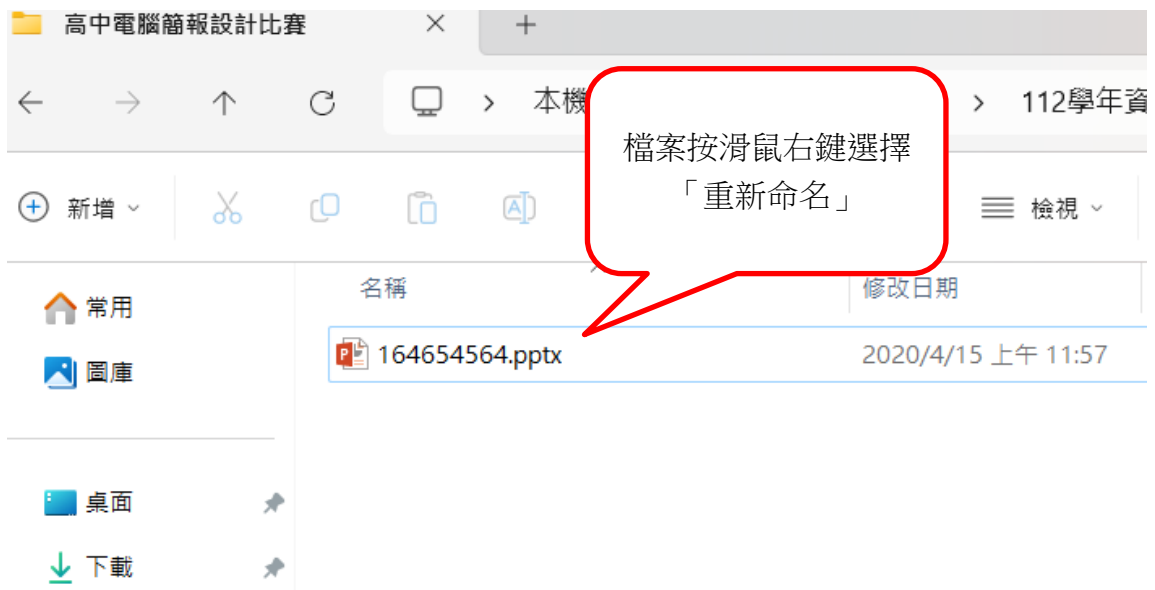 高中電腦簡報設計比賽
本機
112學年資
檔案按滑鼠右鍵選擇
「重新命名」
新增
檢視
名稱
修改日期
常用
164654564.pptx
2020/4/15 上午 11:57
圖庫
桌面
下載